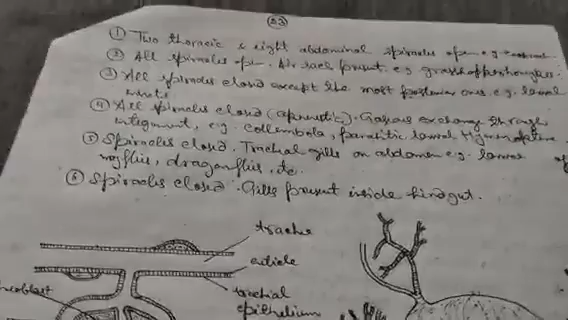 23
① Two thoracic & eight abdominal spiracles open e.g.
② All spiracles open. Air sacs present. e.g. grasshoppers
③ All spiracles closed except the most posterior ones. e.g. larval
④ All spiracles closed (apneustic). Gaseous exchange through
integument, e.g. collembola, parasitic larval Hymenoptera
⑤ Spiracles closed. Tracheal gills on abdomen e.g. larval
mayflies, dragonflies, etc.
⑥ Spiracles closed. Gills present inside hindgut.
trachea
cuticle
tracheal
epithelium